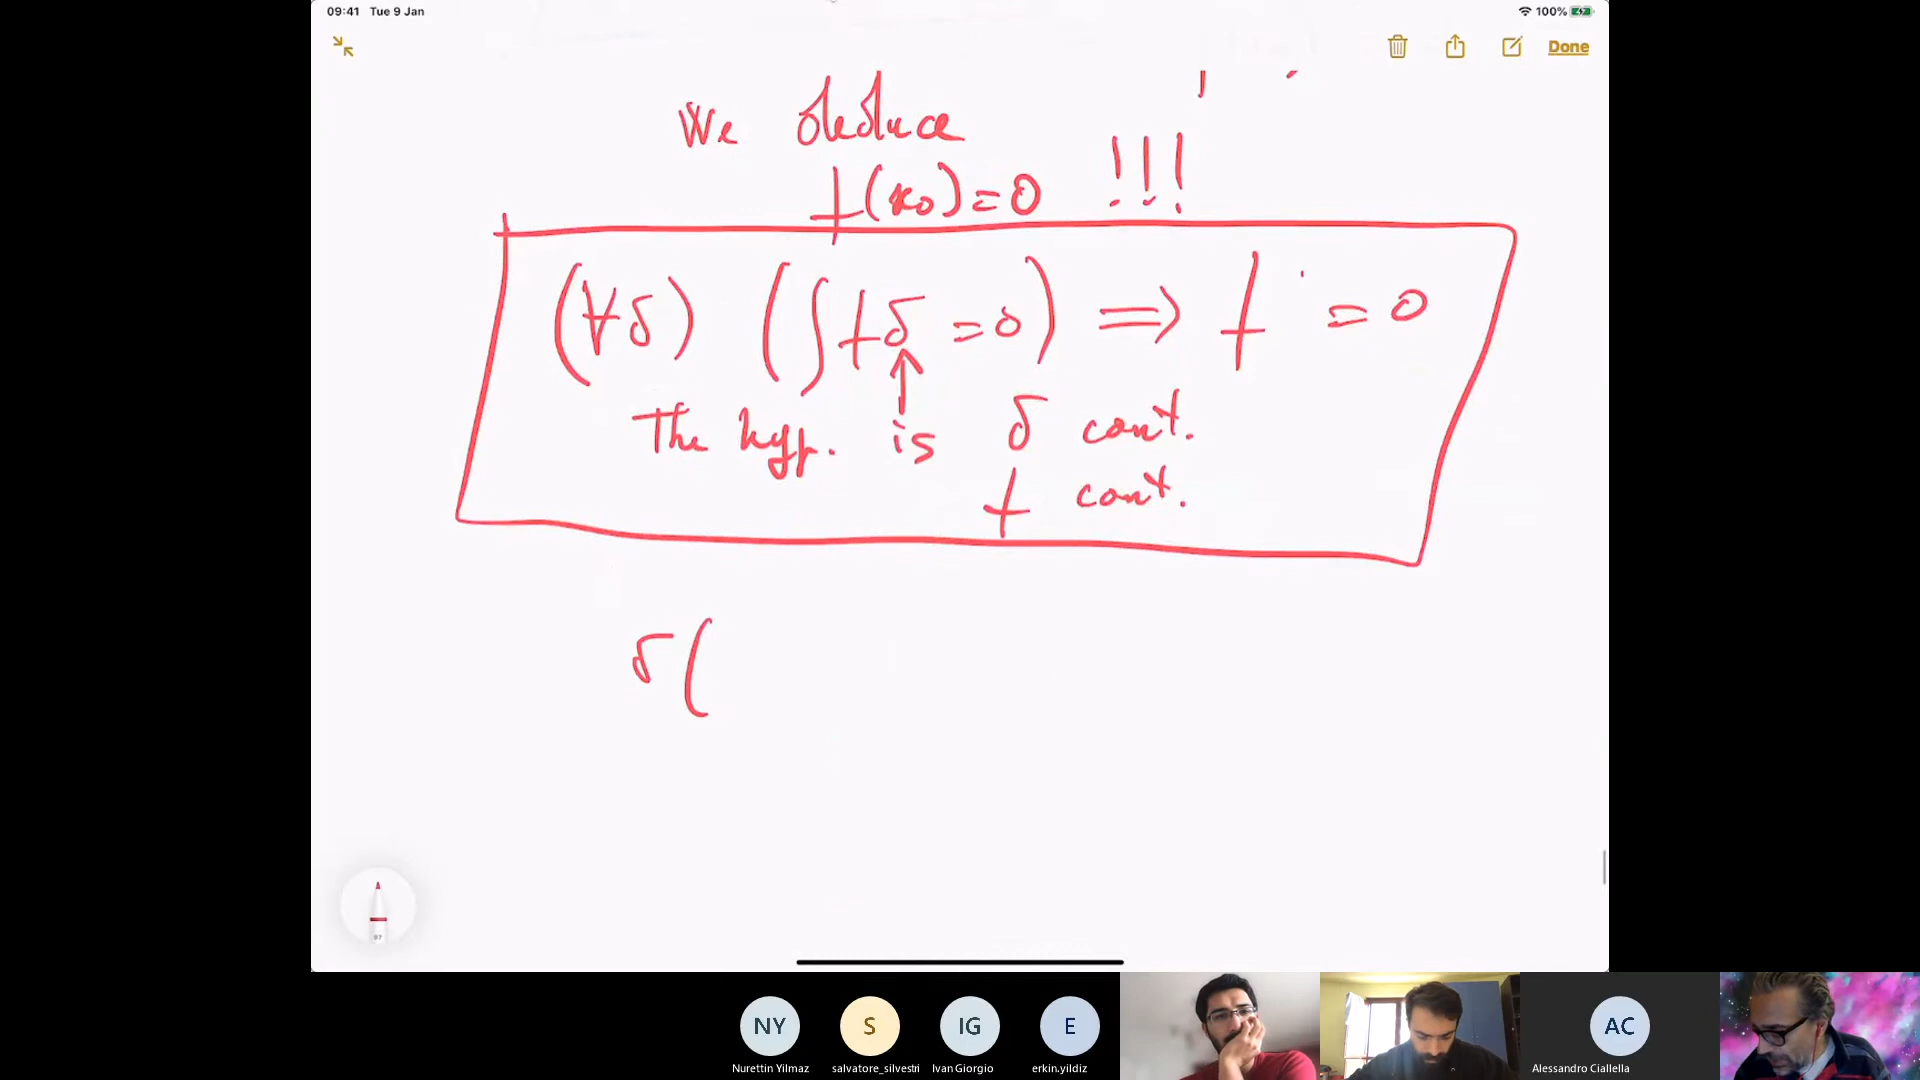 09:41 Tue 9 Jan
100%
Done
We deduce
f(x0)=0 !!!
(∀δ) (∫fδ=0) ⟹ f = 0
The hyp. is δ cont.
f cont.
δ(
97
NY
S
IG
E
AC
Nurettin Yilmaz
salvatore_silvestri
Ivan Giorgio
erkin.yildiz
Alessandro Ciallella